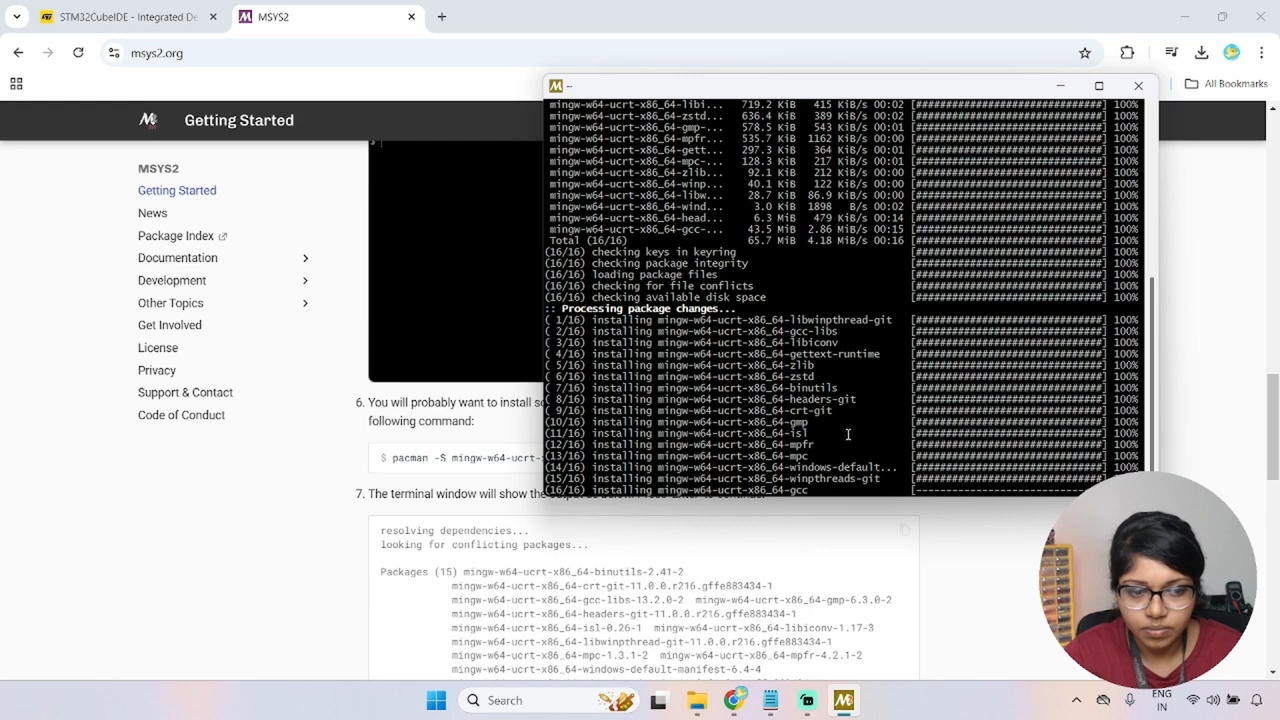 STM32CubeIDE - Integrated De
MSYS2
msys2.org
All Bookmarks
Getting Started
MSYS2
Getting Started
News
Package Index
Documentation
Development
Other Topics
Get Involved
License
Privacy
Support & Contact
Code of Conduct
6. You will probably want to install so
following command:
$ pacman -S mingw-w64-ucrt-x
7. The terminal window will show the
resolving dependencies...
looking for conflicting packages...
Packages (15) mingw-w64-ucrt-x86_64-binutils-2.41-2
mingw-w64-ucrt-x86_64-crt-git-11.0.0.r216.gffe883434-1
mingw-w64-ucrt-x86_64-gcc-libs-13.2.0-2 mingw-w64-ucrt-x86_64-gmp-6.3.0-2
mingw-w64-ucrt-x86_64-headers-git-11.0.0.r216.gffe883434-1
mingw-w64-ucrt-x86_64-isl-0.26-1 mingw-w64-ucrt-x86_64-libiconv-1.17-3
mingw-w64-ucrt-x86_64-libwinpthread-git-11.0.0.r216.gffe883434-1
mingw-w64-ucrt-x86_64-mpc-1.3.1-2 mingw-w64-ucrt-x86_64-mpfr-4.2.1-2
mingw-w64-ucrt-x86_64-windows-default-manifest-6.4-4
~
mingw-w64-ucrt-x86_64-libi... 719.2 KiB 415 KiB/s 00:02 [##############################] 100%
mingw-w64-ucrt-x86_64-zstd... 636.4 KiB 389 KiB/s 00:02 [##############################] 100%
mingw-w64-ucrt-x86_64-gmp-... 578.5 KiB 543 KiB/s 00:01 [##############################] 100%
mingw-w64-ucrt-x86_64-mpfr... 535.7 KiB 1162 KiB/s 00:00 [##############################] 100%
mingw-w64-ucrt-x86_64-gett... 297.3 KiB 364 KiB/s 00:01 [##############################] 100%
mingw-w64-ucrt-x86_64-mpc-... 128.3 KiB 217 KiB/s 00:01 [##############################] 100%
mingw-w64-ucrt-x86_64-zlib... 92.1 KiB 212 KiB/s 00:00 [##############################] 100%
mingw-w64-ucrt-x86_64-winp... 40.1 KiB 122 KiB/s 00:00 [##############################] 100%
mingw-w64-ucrt-x86_64-libw... 28.7 KiB 86.9 KiB/s 00:00 [##############################] 100%
mingw-w64-ucrt-x86_64-wind... 3.0 KiB 1898 B/s 00:02 [##############################] 100%
mingw-w64-ucrt-x86_64-head... 6.3 MiB 479 KiB/s 00:14 [##############################] 100%
mingw-w64-ucrt-x86_64-gcc-... 43.5 MiB 2.86 MiB/s 00:15 [##############################] 100%
Total (16/16) 65.7 MiB 4.18 MiB/s 00:16 [##############################] 100%
(16/16) checking keys in keyring [##############################] 100%
(16/16) checking package integrity [##############################] 100%
(16/16) loading package files [##############################] 100%
(16/16) checking for file conflicts [##############################] 100%
(16/16) checking available disk space [##############################] 100%
:: Processing package changes...
( 1/16) installing mingw-w64-ucrt-x86_64-libwinpthread-git [##############################] 100%
( 2/16) installing mingw-w64-ucrt-x86_64-gcc-libs [##############################] 100%
( 3/16) installing mingw-w64-ucrt-x86_64-libiconv [##############################] 100%
( 4/16) installing mingw-w64-ucrt-x86_64-gettext-runtime [##############################] 100%
( 5/16) installing mingw-w64-ucrt-x86_64-zlib [##############################] 100%
( 6/16) installing mingw-w64-ucrt-x86_64-zstd [##############################] 100%
( 7/16) installing mingw-w64-ucrt-x86_64-binutils [##############################] 100%
( 8/16) installing mingw-w64-ucrt-x86_64-headers-git [##############################] 100%
( 9/16) installing mingw-w64-ucrt-x86_64-crt-git [##############################] 100%
(10/16) installing mingw-w64-ucrt-x86_64-gmp [##############################] 100%
(11/16) installing mingw-w64-ucrt-x86_64-isl [##############################] 100%
(12/16) installing mingw-w64-ucrt-x86_64-mpfr [##############################] 100%
(13/16) installing mingw-w64-ucrt-x86_64-mpc [##############################] 100%
(14/16) installing mingw-w64-ucrt-x86_64-windows-default... [##############################] 100%
(15/16) installing mingw-w64-ucrt-x86_64-winpthreads-git [##############################] 100%
(16/16) installing mingw-w64-ucrt-x86_64-gcc [-----------------------
Search
ENG
IN